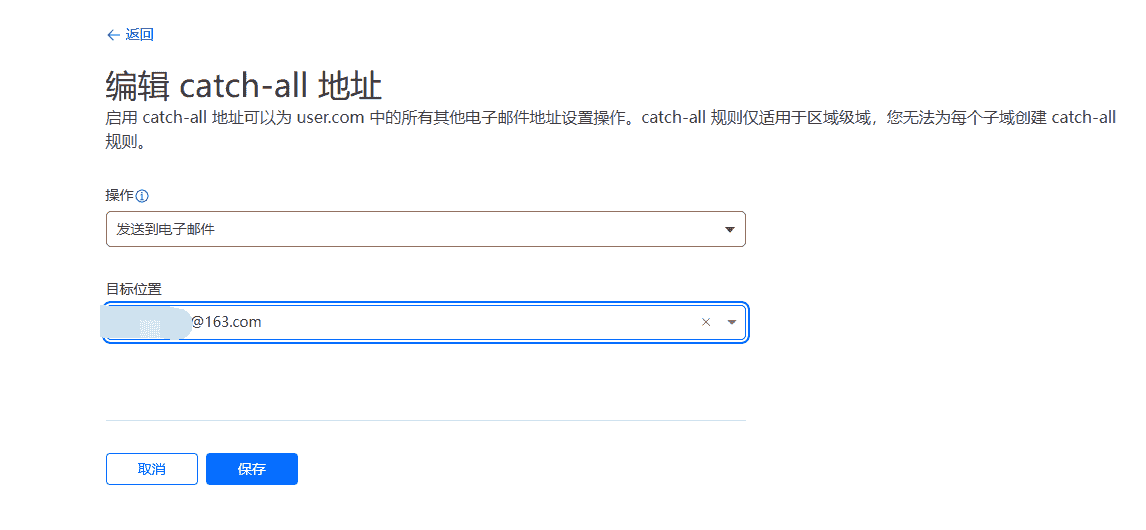 返回
编辑 catch-all 地址
启用 catch-all 地址可以为 user.com 中的所有其他电子邮件地址设置操作。catch-all 规则仅适用于区域级域，您无法为每个子域创建 catch-all
规则。
操作
发送到电子邮件
目标位置
@163.com
取消 保存